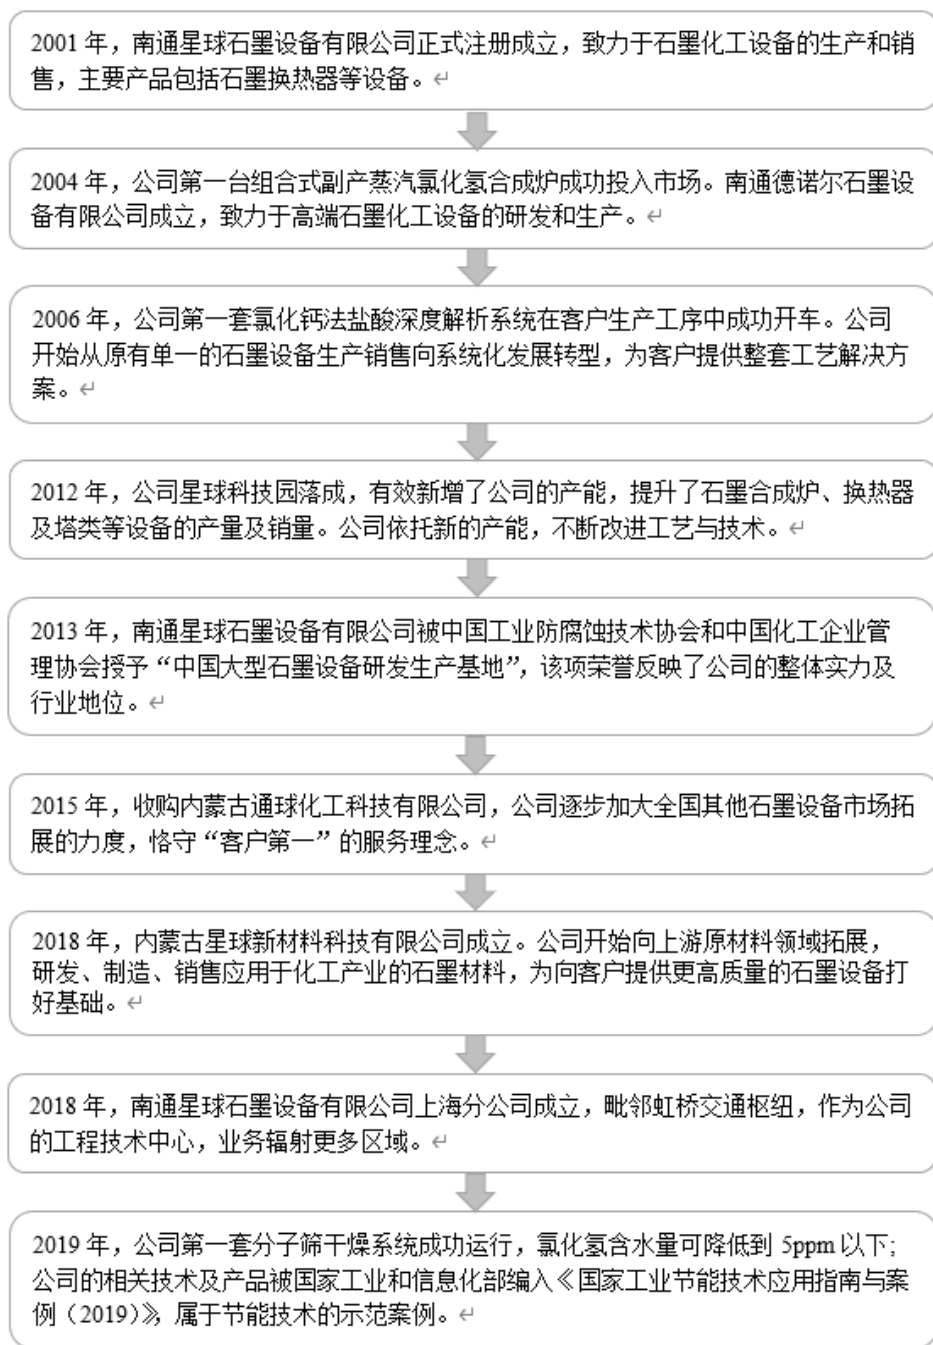 2001 年，南通星球石墨设备有限公司正式注册成立，致力于石墨化工设备的生产和销
售，主要产品包括石墨换热器等设备。↵
2004 年，公司第一台组合式副产蒸汽氯化氢合成炉成功投入市场。南通德诺尔石墨设
备有限公司成立，致力于高端石墨化工设备的研发和生产。↵
2006 年，公司第一套氯化钙法盐酸深度解析系统在客户生产工序中成功开车。公司
开始从原有单一的石墨设备生产销售向系统化发展转型，为客户提供整套工艺解决方
案。↵
2012 年，公司星球科技园落成，有效新增了公司的产能，提升了石墨合成炉、换热器
及塔类等设备的产量及销量。公司依托新的产能，不断改进工艺与技术。↵
2013 年，南通星球石墨设备有限公司被中国工业防腐蚀技术协会和中国化工企业管
理协会授予“中国大型石墨设备研发生产基地”，该项荣誉反映了公司的整体实力及
行业地位。↵
2015 年，收购内蒙古通球化工科技有限公司，公司逐步加大全国其他石墨设备市场拓
展的力度，恪守“客户第一”的服务理念。↵
2018 年，内蒙古星球新材料科技有限公司成立。公司开始向上游原材料领域拓展，
研发、制造、销售应用于化工产业的石墨材料，为向客户提供更高质量的石墨设备打
好基础。↵
2018 年，南通星球石墨设备有限公司上海分公司成立，毗邻虹桥交通枢纽，作为公司
的工程技术中心，业务辐射更多区域。↵
2019 年，公司第一套分子筛干燥系统成功运行，氯化氢含水量可降低到 5ppm 以下；
公司的相关技术及产品被国家工业和信息化部编入《国家工业节能技术应用指南与案
例（2019）》，属于节能技术的示范案例。↵